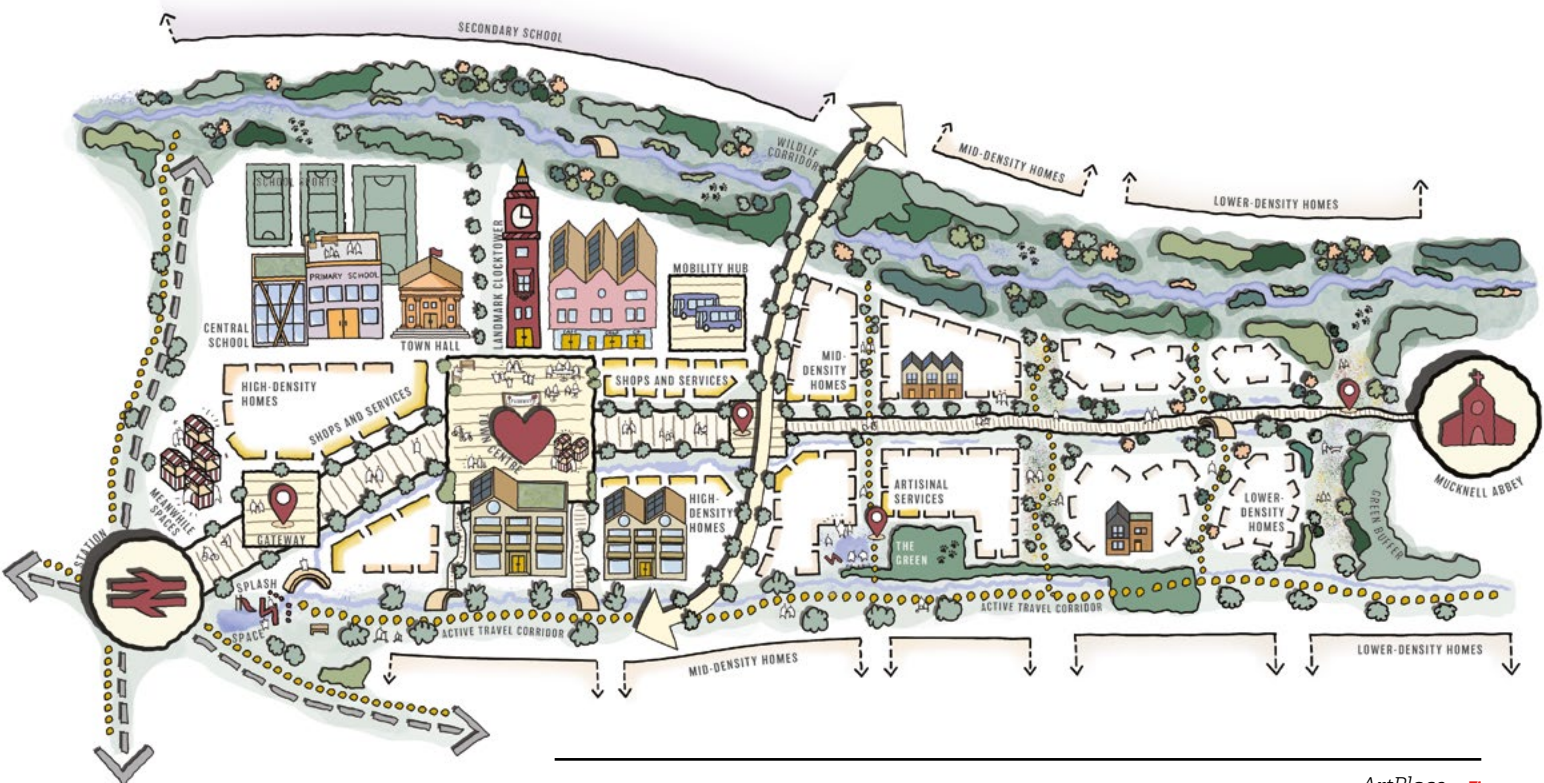 SECONDARY SCHOOL
WILDLIF
CORRIDOR
MID-DENSITY HOMES
LOWER-DENSITY HOMES
SCHOOL SPORTS
PRIMARY SCHOOL
CENTRAL
SCHOOL
TOWN HALL
LANDMARK CLOCKTOWER
MOBILITY HUB
HIGH-DENSITY
HOMES
SHOPS AND SERVICES
SHOPS AND SERVICES
MID-
DENSITY
HOMES
TOWN
CENTRE
MEANWHILE
SPACES
GATEWAY
STATION
SPLASH
SPACE
HIGH-
DENSITY
HOMES
ARTISINAL
SERVICES
THE
GREEN
LOWER-
DENSITY
HOMES
GREEN BUFFER
MUCKNELL ABBEY
ACTIVE TRAVEL CORRIDOR
ACTIVE TRAVEL CORRIDOR
MID-DENSITY HOMES
LOWER-DENSITY HOMES